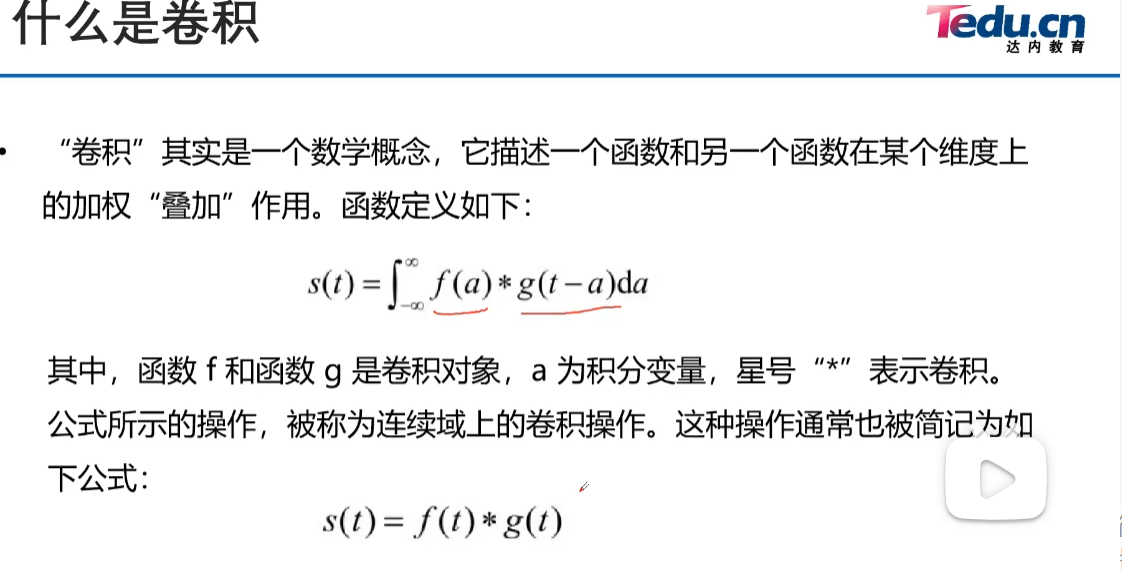 什么是卷积
Tedu.cn
达内教育
• “卷积”其实是一个数学概念，它描述一个函数和另一个函数在某个维度上
的加权“叠加”作用。函数定义如下：
s(t) = ∫_{-∞}^{∞} f(a) * g(t - a)da
其中，函数 f 和函数 g 是卷积对象，a 为积分变量，星号“*”表示卷积。
公式所示的操作，被称为连续域上的卷积操作。这种操作通常也被简记为如
下公式：
s(t) = f(t) * g(t)